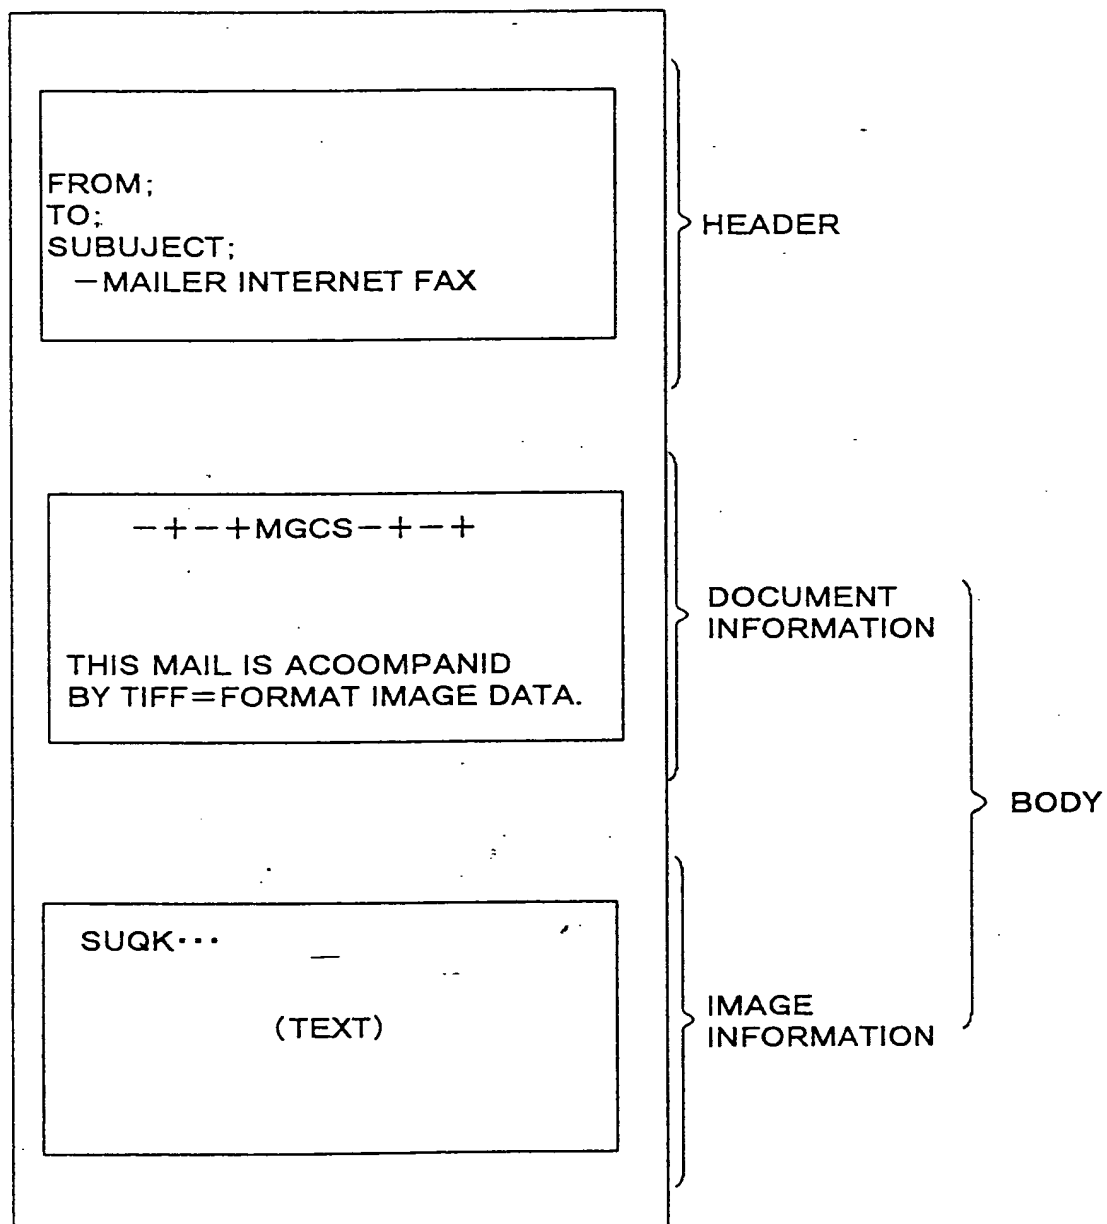 FROM;
TO;
SUBUJECT;
－MAILER INTERNET FAX
HEADER
－＋－＋MGCS－＋－＋
THIS MAIL IS ACOOMPANID
BY TIFF=FORMAT IMAGE DATA.
DOCUMENT
INFORMATION
BODY
SUQK···
(TEXT)
IMAGE
INFORMATION